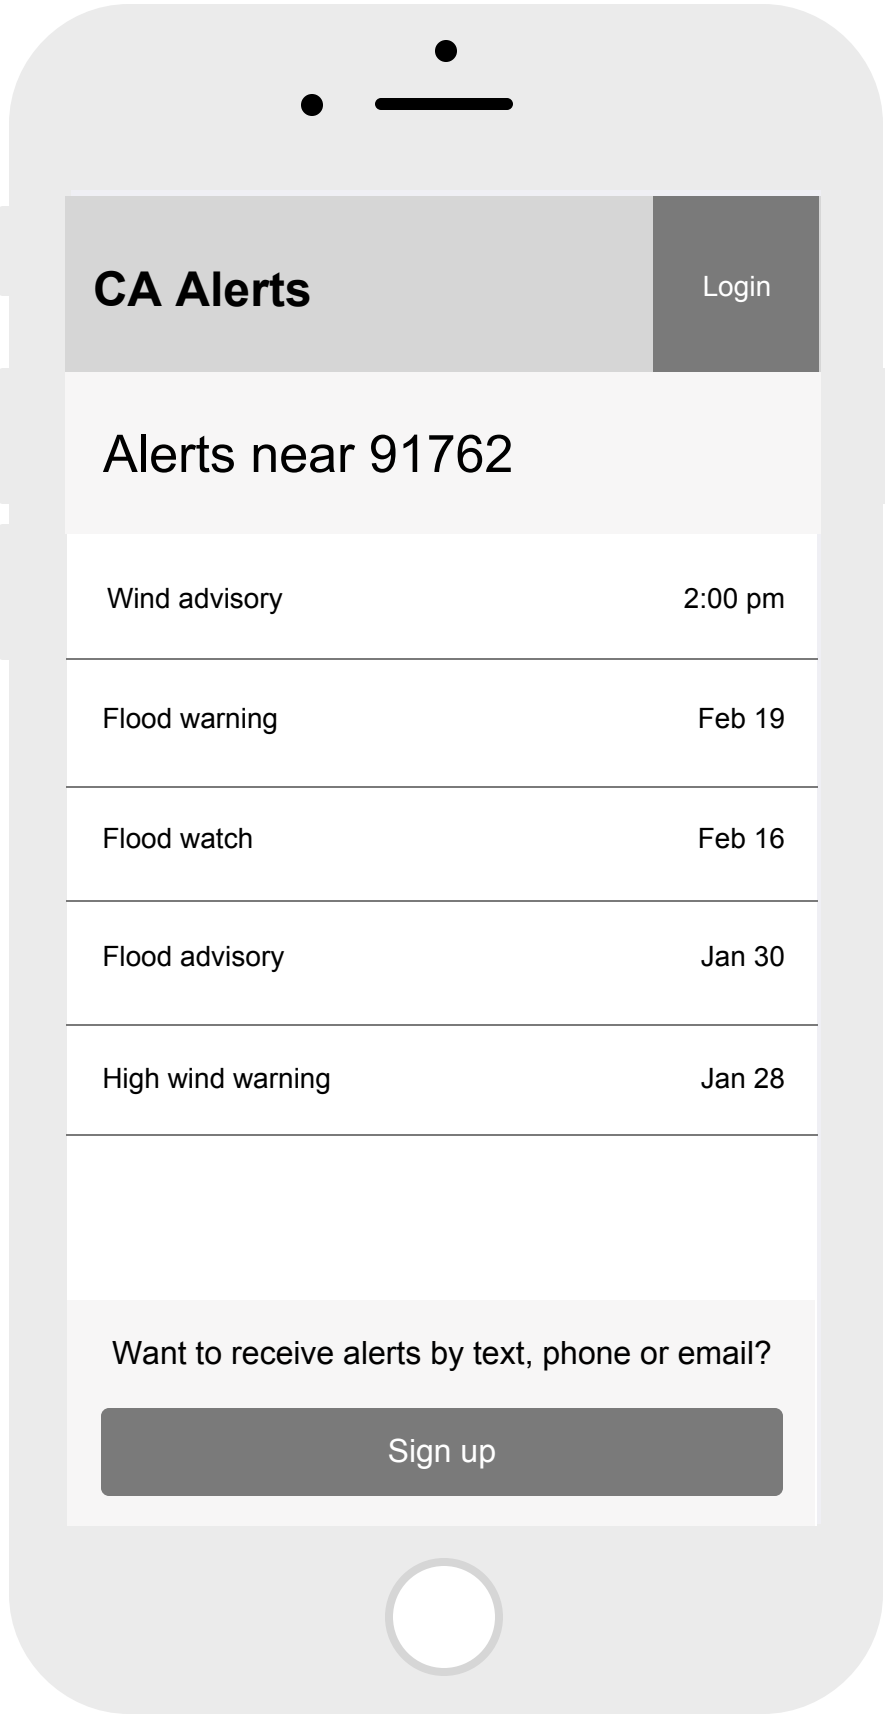 CA Alerts
Login
Alerts near 91762
Wind advisory 2:00 pm
Flood warning Feb 19
Flood watch Feb 16
Flood advisory Jan 30
High wind warning Jan 28
Want to receive alerts by text, phone or email?
Sign up